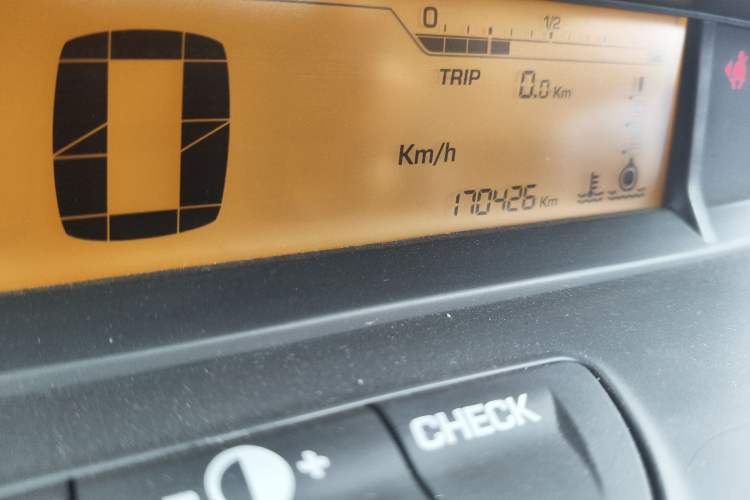 0 1/2
TRIP 0.0 Km
0 Km/h
170426 Km
CHECK
+